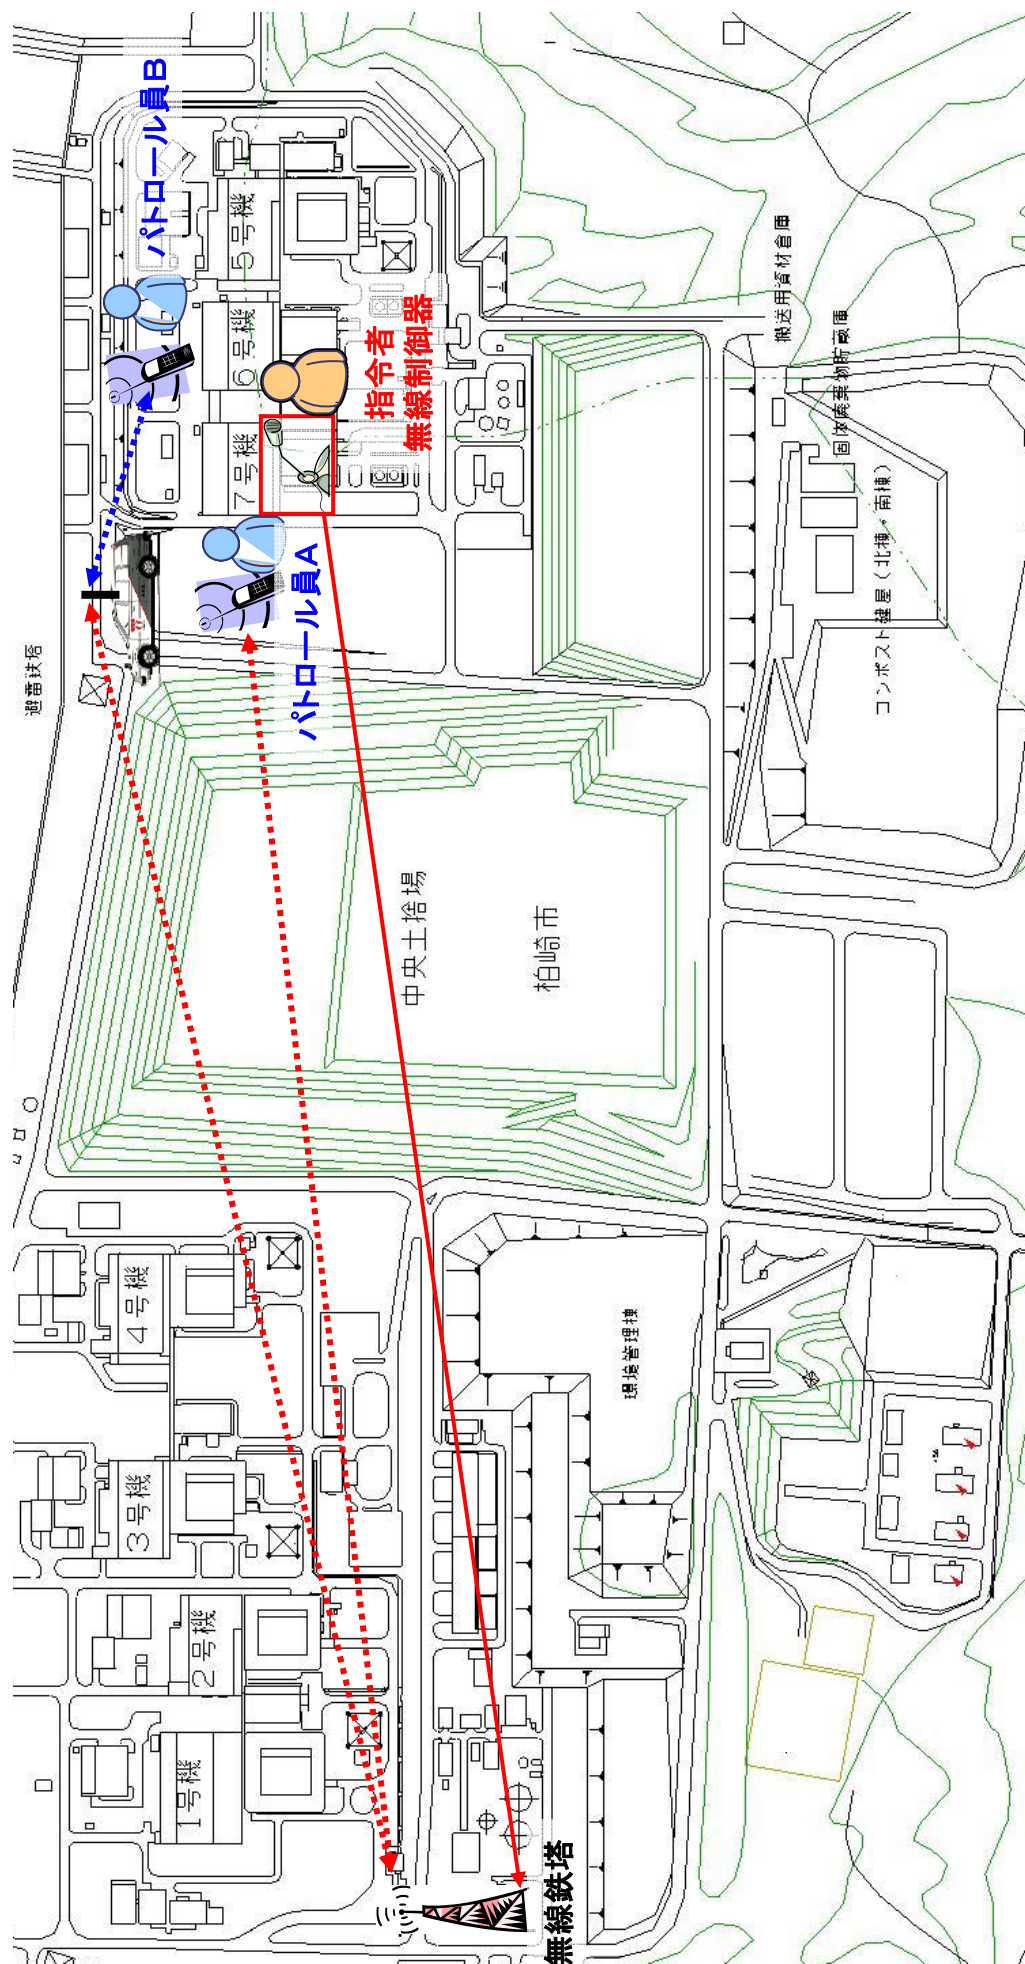 パトロール員B
5号機
6号機
7号機
指令者
無線制御器
パトロール員A
避雷鉄塔
搬送用資材倉庫
固体廃棄物貯蔵庫
コンポスト建屋(北棟・南棟)
中央土捨場
柏崎市
4号機
3号機
2号機
1号機
環境管理棟
無線鉄塔